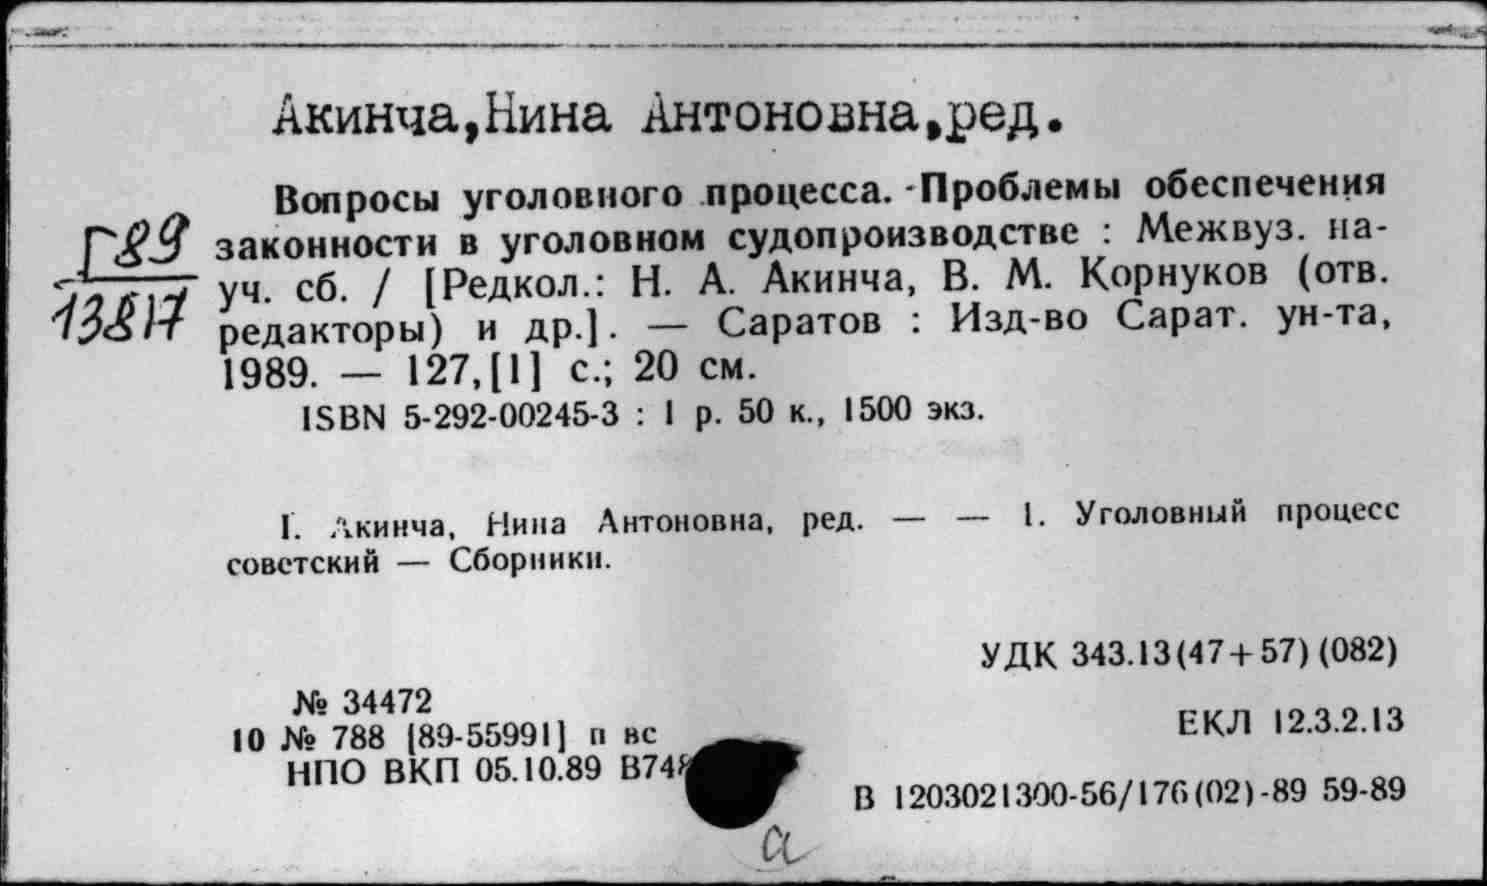 Акинча,Нина Антоновна,ред.
Вопросы уголовного процесса. Проблемы обеспечения
Г89
законности в уголовном судопроизводстве : Межвуз. на-
13817
уч. сб. / [Редкол.: Н. А. Акинча, В. М. Корнуков (отв.
редакторы) и др.]. — Саратов : Изд-во Сарат. ун-та,
1989. — 127,[1] с.; 20 см.
ISBN 5-292-00245-3 : 1 р. 50 к., 1500 экз.
I. Акинча, Нина Антоновна, ред. — — 1. Уголовный процесс
советский — Сборники.
УДК 343.13(47+57)(082)
№ 34472
10 № 788 [89-55991] п вс
ЕКЛ 12.3.2.13
НПО ВКП 05.10.89
В 1203021300-56/176(02)-89 59-89
а